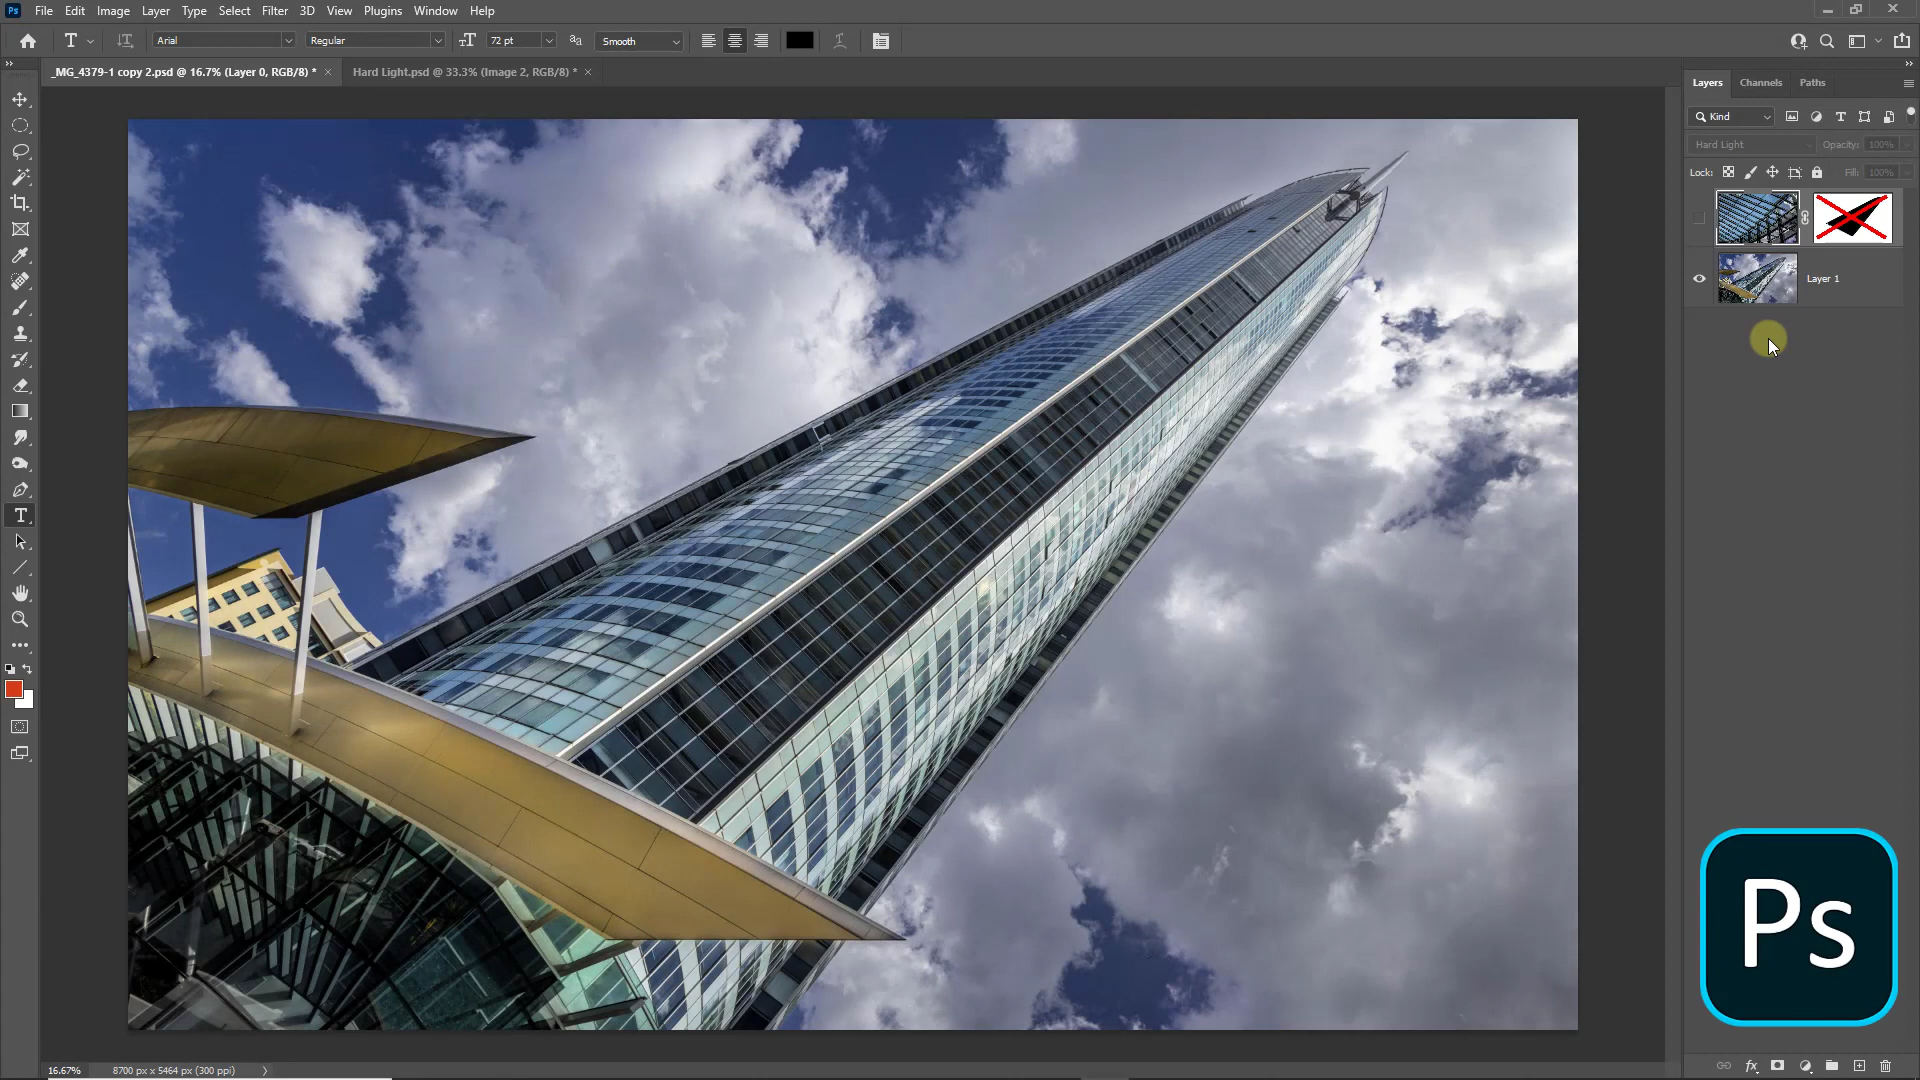 Ps File Edit Image Layer Type Select Filter 3D View Plugins Window Help
T Arial Regular 72 pt Smooth
_MG_4379-1 copy 2.psd @ 16.7% (Layer 0, RGB/8) * × Hard Light.psd @ 33.3% (Image 2, RGB/8) * ×
Layers Channels Paths
Kind
Hard Light Opacity: 100%
Lock: Fill: 100%
Layer 1
Ps
16.67% 8700 px x 5464 px (300 ppi)
fx